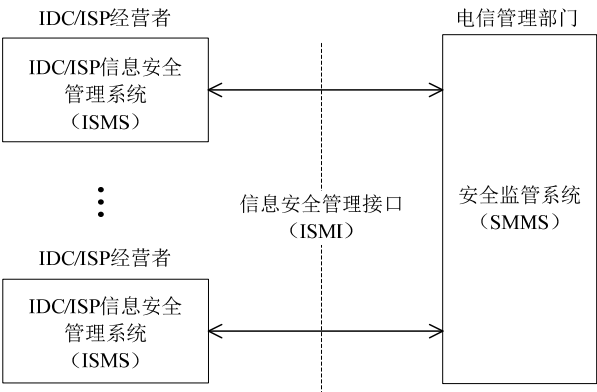 IDC/ISP经营者
IDC/ISP信息安全
管理系统
（ISMS）
电信管理部门
安全监管系统
（SMMS）
信息安全管理接口
（ISMI）
IDC/ISP经营者
IDC/ISP信息安全
管理系统
（ISMS）